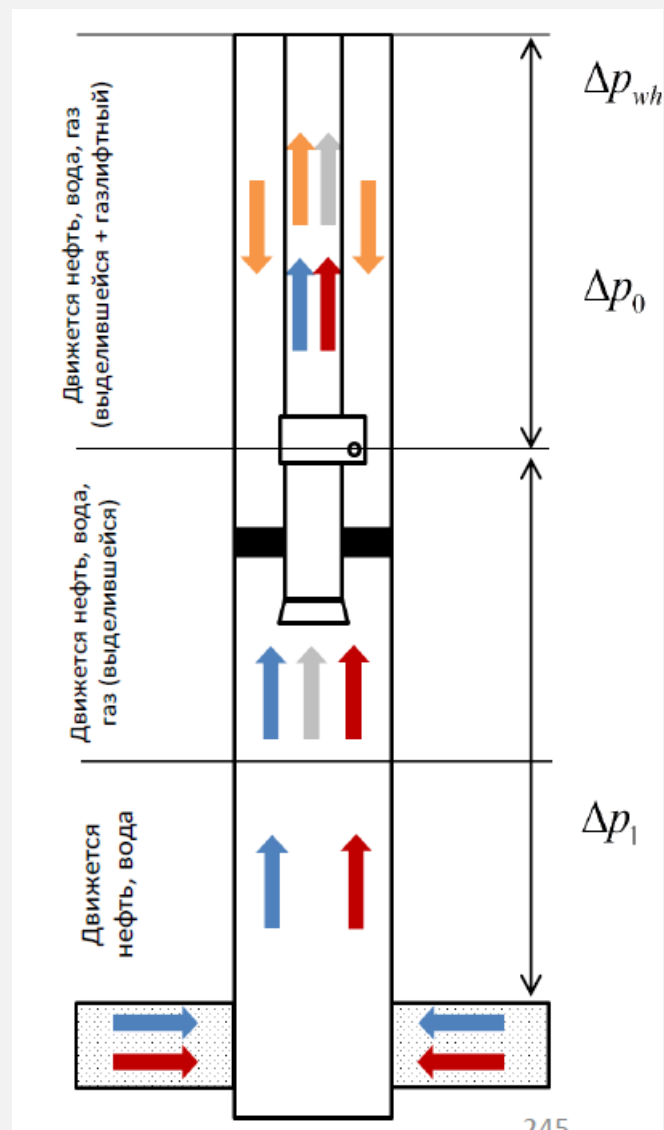 Движется нефть, вода, газ
(выделившейся + газлифтный)
Движется нефть, вода,
газ (выделившейся)
Движется
нефть, вода
Δp_wh
Δp_0
Δp_1
245